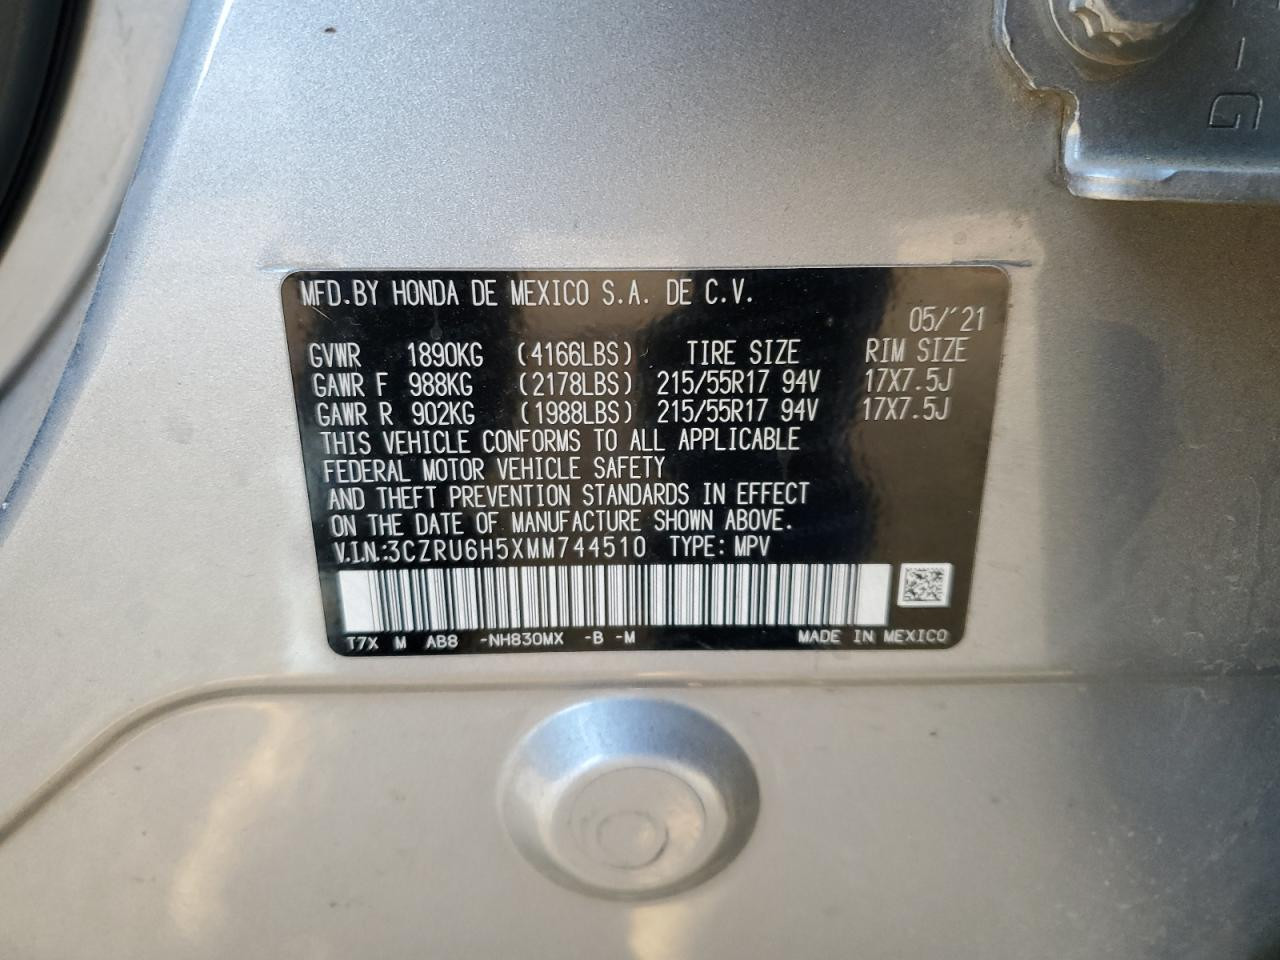 G
MFD.BY HONDA DE MEXICO S.A. DE C.V.
05/'21
GVWR 1890KG (4166LBS) TIRE SIZE RIM SIZE
GAWR F 988KG (2178LBS) 215/55R17 94V 17X7.5J
GAWR R 902KG (1988LBS) 215/55R17 94V 17X7.5J
THIS VEHICLE CONFORMS TO ALL APPLICABLE
FEDERAL MOTOR VEHICLE SAFETY
AND THEFT PREVENTION STANDARDS IN EFFECT
ON THE DATE OF MANUFACTURE SHOWN ABOVE.
V.I.N.:3CZRU6H5XMM744510 TYPE: MPV
T7X M AB8 -NH830MX -B -M MADE IN MEXICO